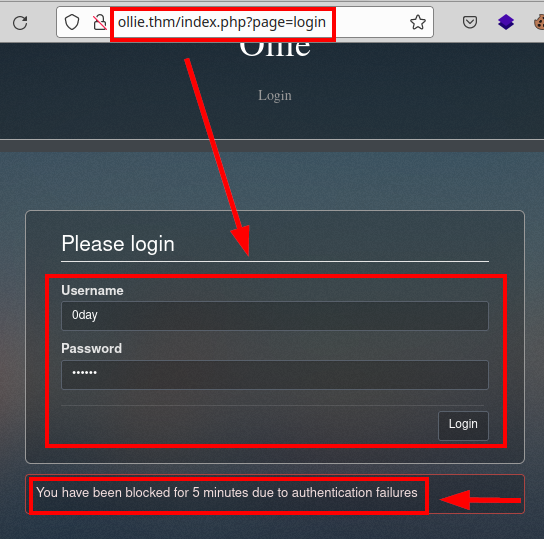 ollie.thm/index.php?page=login
Ollie
Login
Please login
Username
0day
Password
••••••
Login
You have been blocked for 5 minutes due to authentication failures